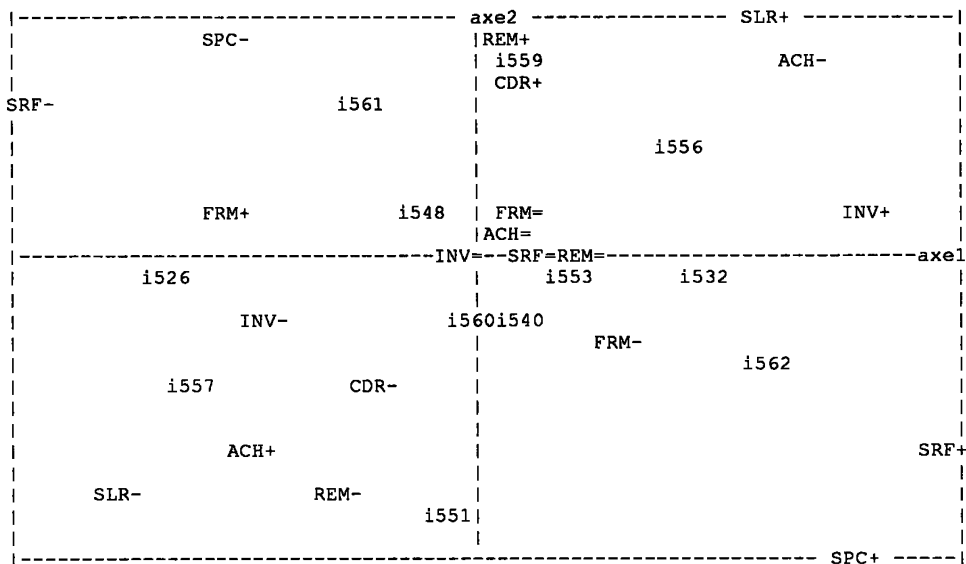 axe2 SLR+
SPC- REM+
i559 ACH-
CDR+
SRF- i561
i556
FRM+ i548 FRM= INV+
ACH=
INV= SRF=REM= axe1
i526 i553 i532
INV- i560i540
FRM-
i562
i557 CDR-
ACH+ SRF+
SLR- REM-
i551
SPC+